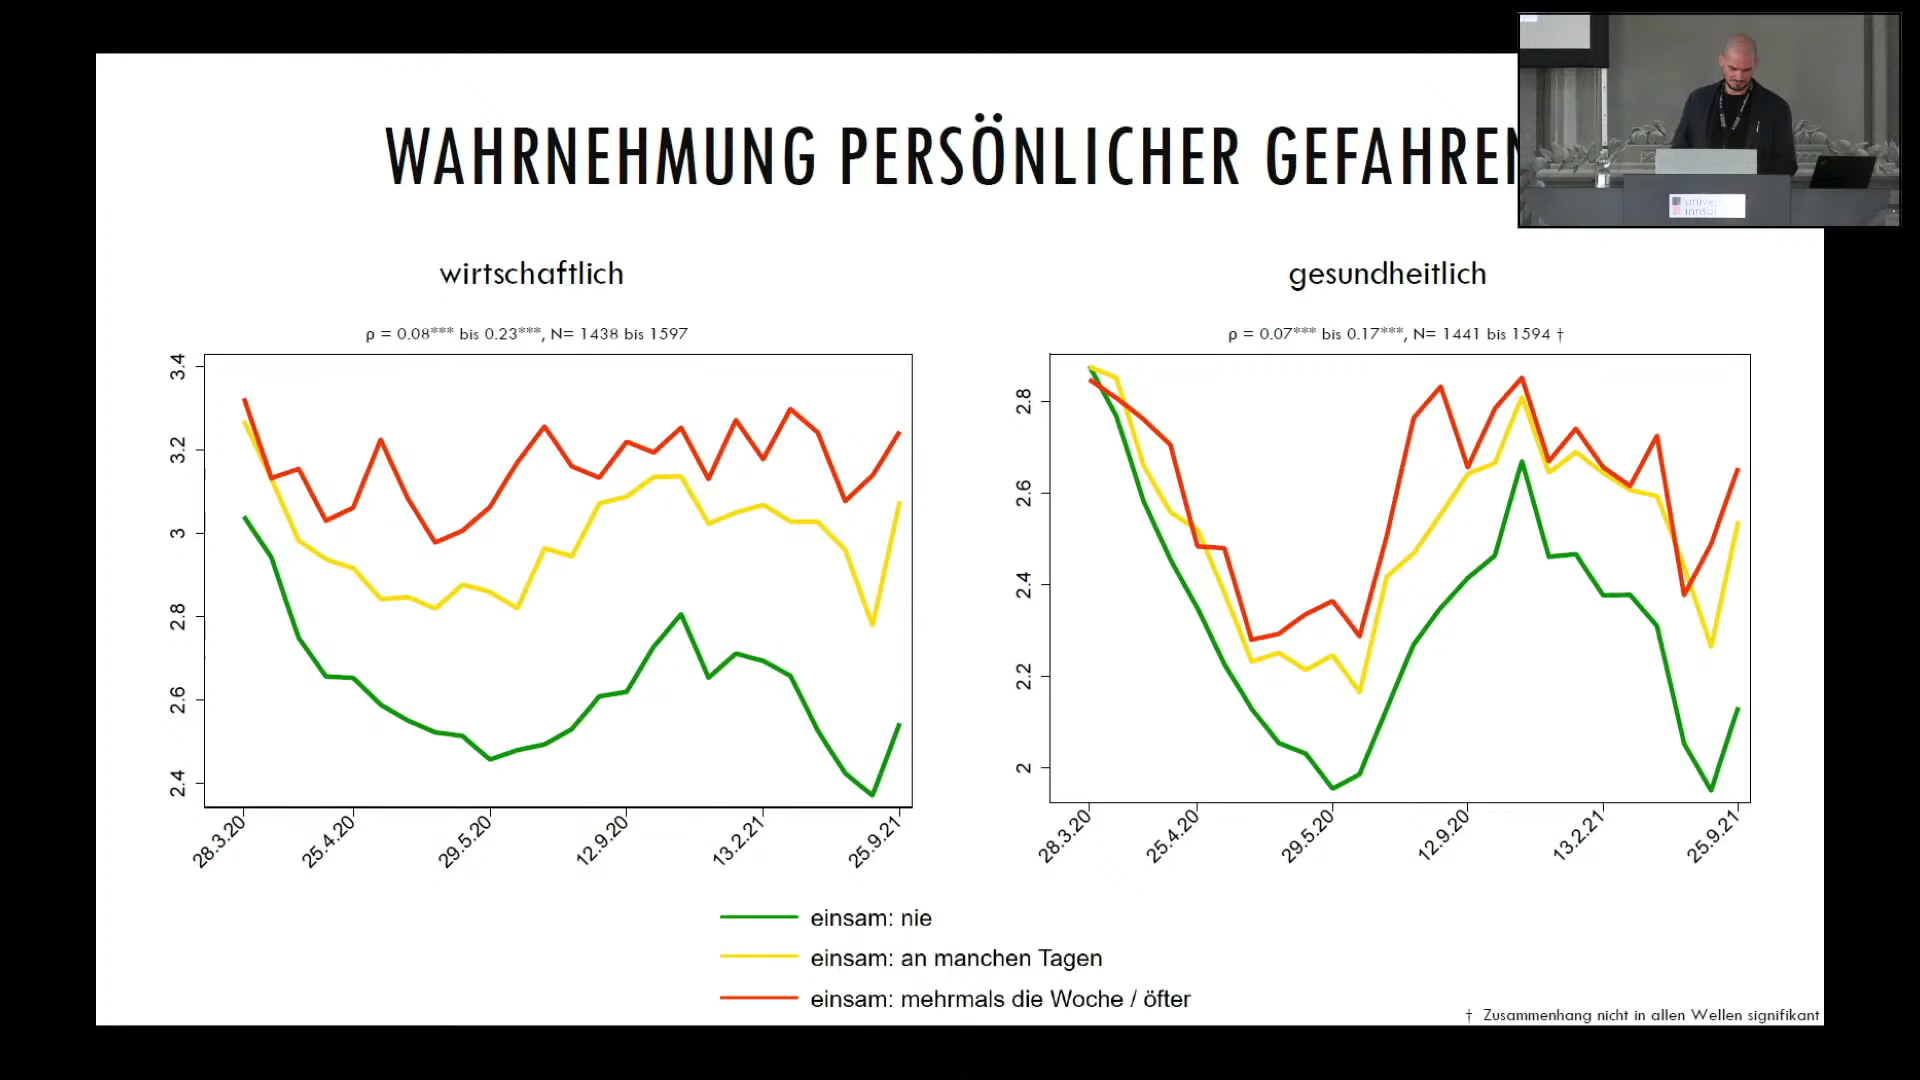 WAHRNEHMUNG PERSÖNLICHER GEFAHREN
wirtschaftlich
ρ = 0.08*** bis 0.23***, N= 1438 bis 1597
3.4
3.2
3
2.8
2.6
2.4
28.3.20
25.4.20
29.5.20
12.9.20
13.2.21
25.9.21
gesundheitlich
ρ = 0.07*** bis 0.17***, N= 1441 bis 1594 †
2.8
2.6
2.4
2.2
2
28.3.20
25.4.20
29.5.20
12.9.20
13.2.21
25.9.21
einsam: nie
einsam: an manchen Tagen
einsam: mehrmals die Woche / öfter
† Zusammenhang nicht in allen Wellen signifikant